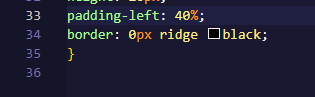 33 padding-left: 40%;
34 border: 0px ridge black;
35 }
36